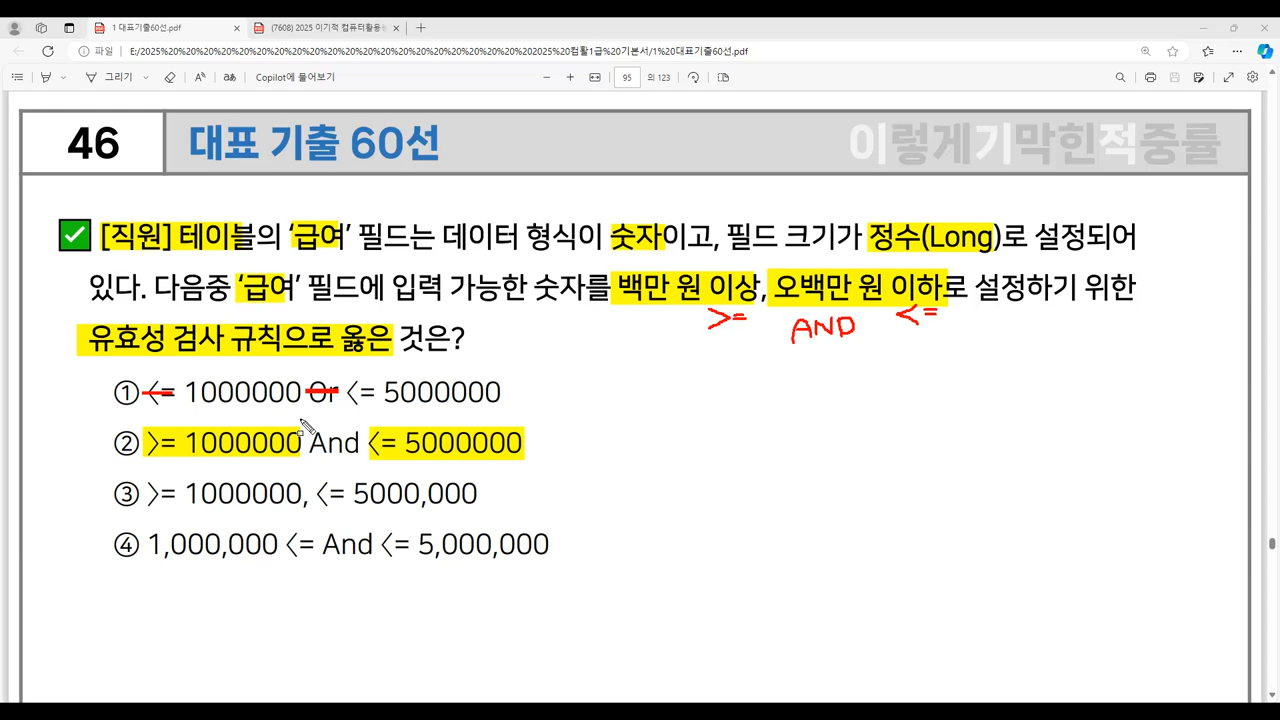 1 대표기출60선.pdf
(7608) 2025 이기적 컴퓨터활용능
파일
E:/2025%20%20%20%20%20%20%20%20%20%20%20%20%20%20%20%20%20%20%20%20%20%202025%20컴활1급%20기본서/1%20대표기출60선.pdf
그리기
aあ
Copilot에 물어보기
95
의 123
46
대표 기출 60선
이렇게기막힌적중률
[직원] 테이블의 ‘급여’ 필드는 데이터 형식이 숫자이고, 필드 크기가 정수(Long)로 설정되어
있다. 다음중 ‘급여’ 필드에 입력 가능한 숫자를 백만 원 이상, 오백만 원 이하로 설정하기 위한
>= AND <=
유효성 검사 규칙으로 옳은 것은?
① <= 1000000 Or <= 5000000
② >= 1000000 And <= 5000000
③ >= 1000000, <= 5000,000
④ 1,000,000 <= And <= 5,000,000